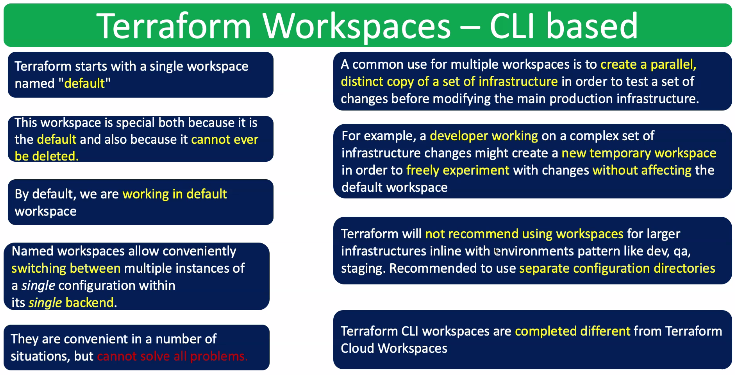 Terraform Workspaces – CLI based
Terraform starts with a single workspace
named "default"
This workspace is special both because it is
the default and also because it cannot ever
be deleted.
By default, we are working in default
workspace
Named workspaces allow conveniently
switching between multiple instances of
a single configuration within
its single backend.
They are convenient in a number of
situations, but cannot solve all problems.
A common use for multiple workspaces is to create a parallel,
distinct copy of a set of infrastructure in order to test a set of
changes before modifying the main production infrastructure.
For example, a developer working on a complex set of
infrastructure changes might create a new temporary workspace
in order to freely experiment with changes without affecting the
default workspace
Terraform will not recommend using workspaces for larger
infrastructures inline with environments pattern like dev, qa,
staging. Recommended to use separate configuration directories
Terraform CLI workspaces are completed different from Terraform
Cloud Workspaces